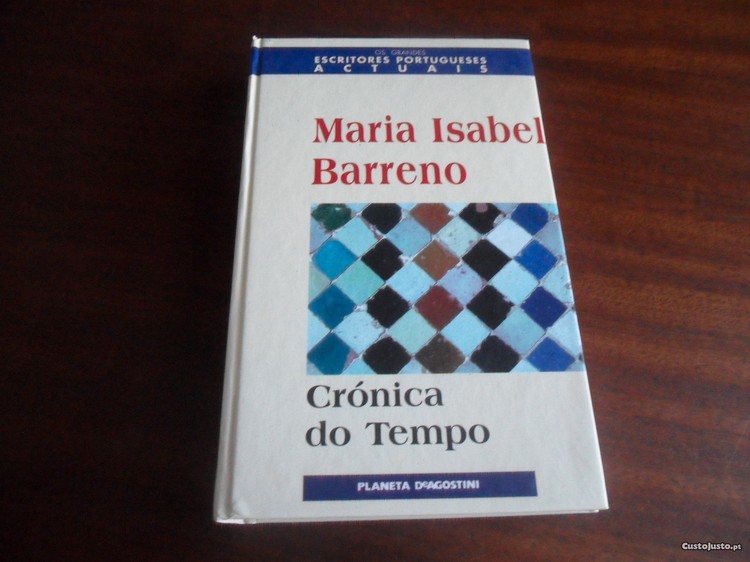 OS GRANDES
ESCRITORES PORTUGUESES
ACTUAIS
Maria Isabel
Barreno
Crónica
do Tempo
PLANETA DeAGOSTINI
CustoJusto.pt